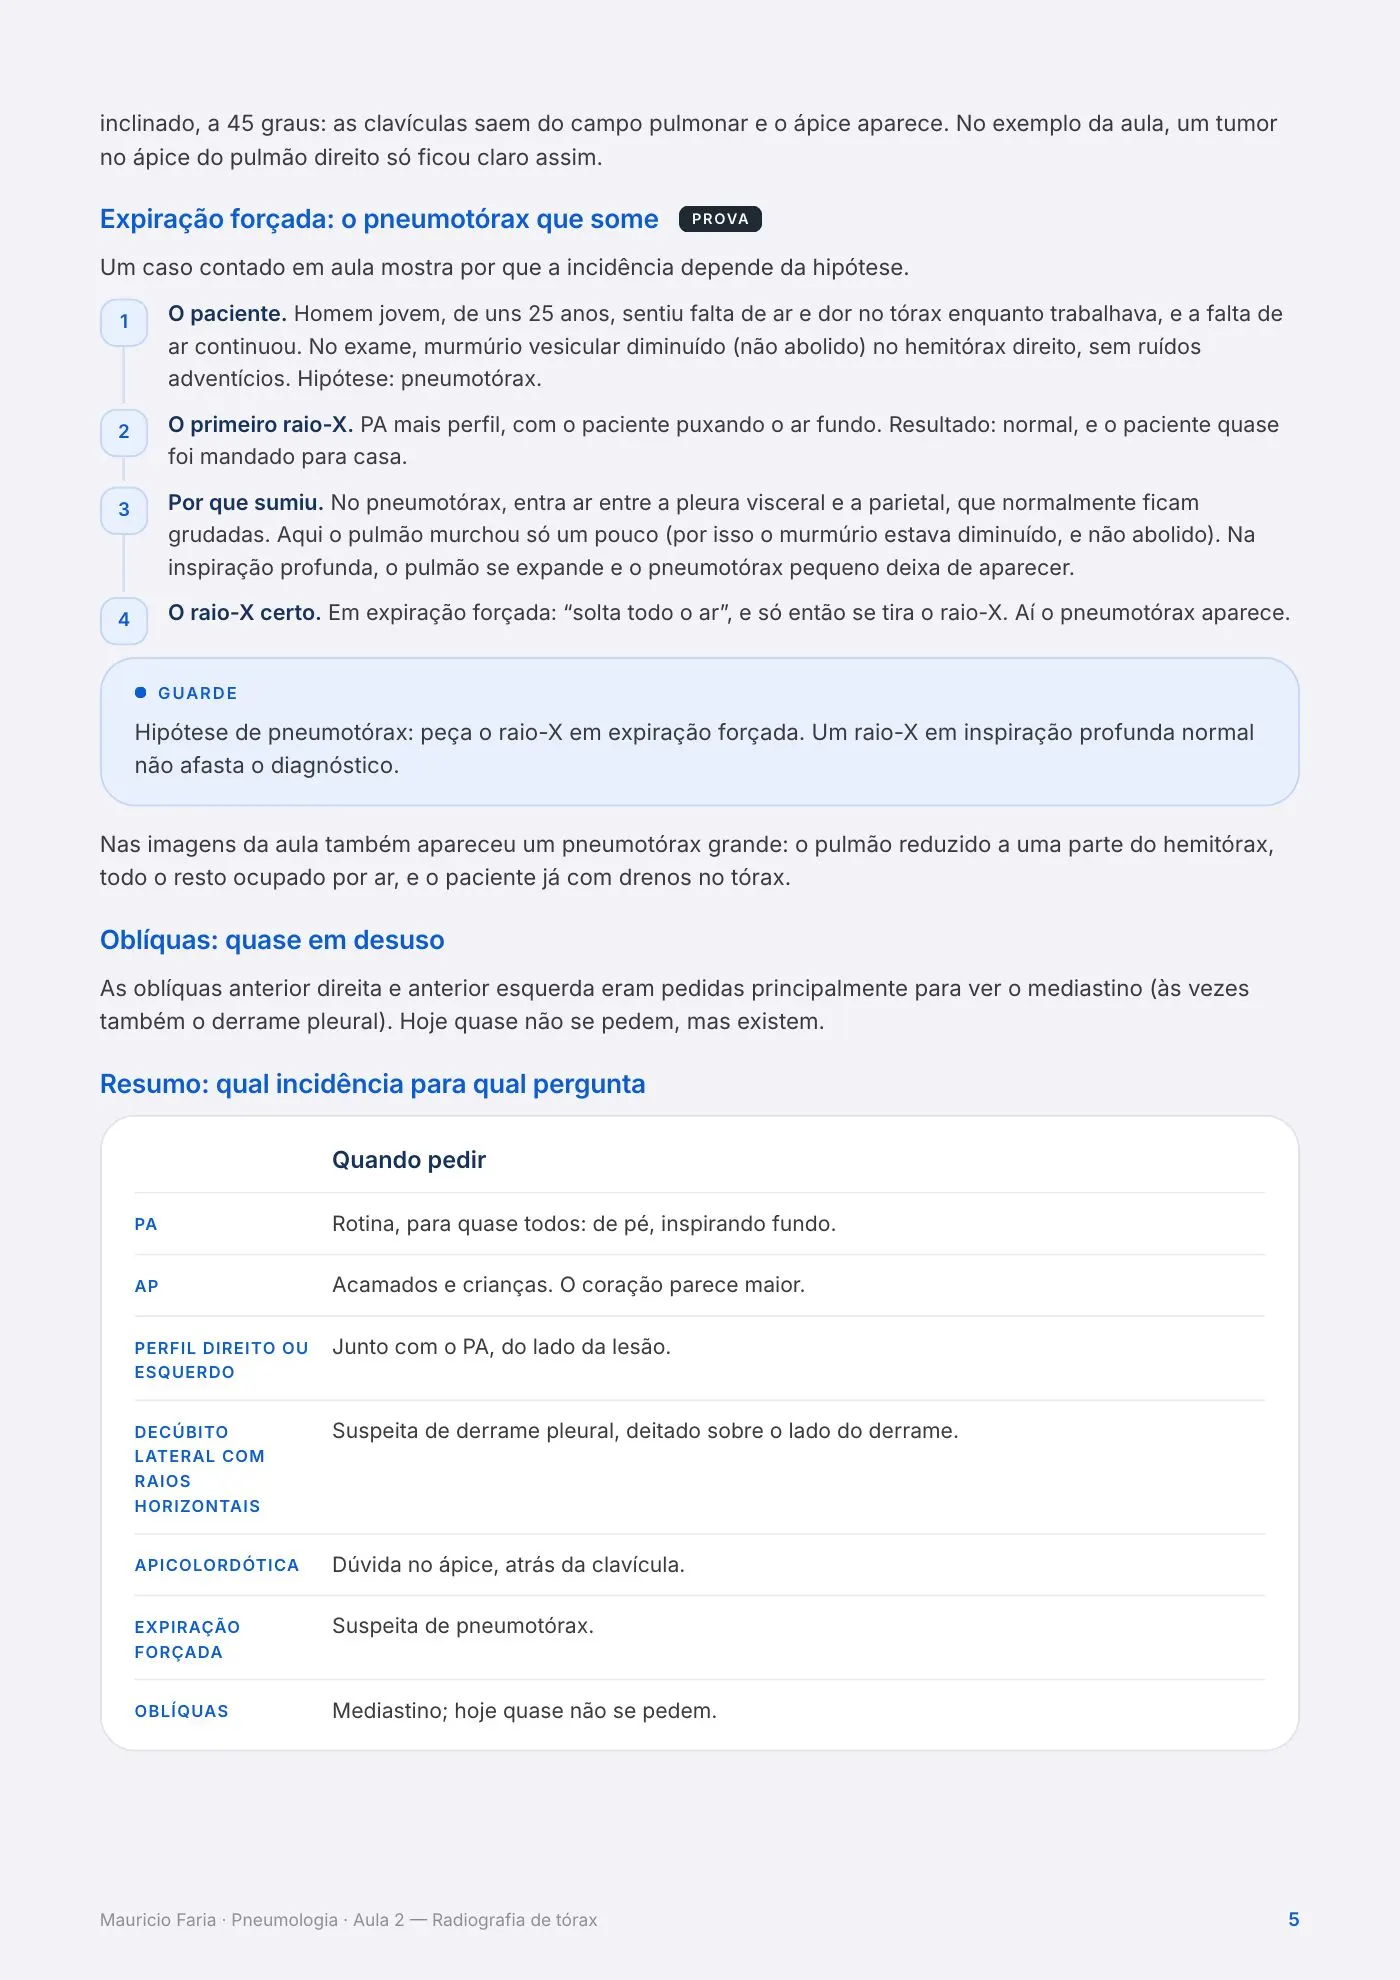 inclinado, a 45 graus: as clavículas saem do campo pulmonar e o ápice aparece. No exemplo da aula, um tumor
no ápice do pulmão direito só ficou claro assim.
Expiração forçada: o pneumotórax que some PROVA
Um caso contado em aula mostra por que a incidência depende da hipótese.
1 O paciente. Homem jovem, de uns 25 anos, sentiu falta de ar e dor no tórax enquanto trabalhava, e a falta de
ar continuou. No exame, murmúrio vesicular diminuído (não abolido) no hemitórax direito, sem ruídos
adventícios. Hipótese: pneumotórax.
2 O primeiro raio-X. PA mais perfil, com o paciente puxando o ar fundo. Resultado: normal, e o paciente quase
foi mandado para casa.
3 Por que sumiu. No pneumotórax, entra ar entre a pleura visceral e a parietal, que normalmente ficam
grudadas. Aqui o pulmão murchou só um pouco (por isso o murmúrio estava diminuído, e não abolido). Na
inspiração profunda, o pulmão se expande e o pneumotórax pequeno deixa de aparecer.
4 O raio-X certo. Em expiração forçada: “solta todo o ar”, e só então se tira o raio-X. Aí o pneumotórax aparece.
GUARDE
Hipótese de pneumotórax: peça o raio-X em expiração forçada. Um raio-X em inspiração profunda normal
não afasta o diagnóstico.
Nas imagens da aula também apareceu um pneumotórax grande: o pulmão reduzido a uma parte do hemitórax,
todo o resto ocupado por ar, e o paciente já com drenos no tórax.
Oblíquas: quase em desuso
As oblíquas anterior direita e anterior esquerda eram pedidas principalmente para ver o mediastino (às vezes
também o derrame pleural). Hoje quase não se pedem, mas existem.
Resumo: qual incidência para qual pergunta
Quando pedir
PA Rotina, para quase todos: de pé, inspirando fundo.
AP Acamados e crianças. O coração parece maior.
PERFIL DIREITO OU Junto com o PA, do lado da lesão.
ESQUERDO
DECÚBITO Suspeita de derrame pleural, deitado sobre o lado do derrame.
LATERAL COM
RAIOS
HORIZONTAIS
APICOLORDÓTICA Dúvida no ápice, atrás da clavícula.
EXPIRAÇÃO Suspeita de pneumotórax.
FORÇADA
OBLÍQUAS Mediastino; hoje quase não se pedem.
Mauricio Faria · Pneumologia · Aula 2 — Radiografia de tórax 5